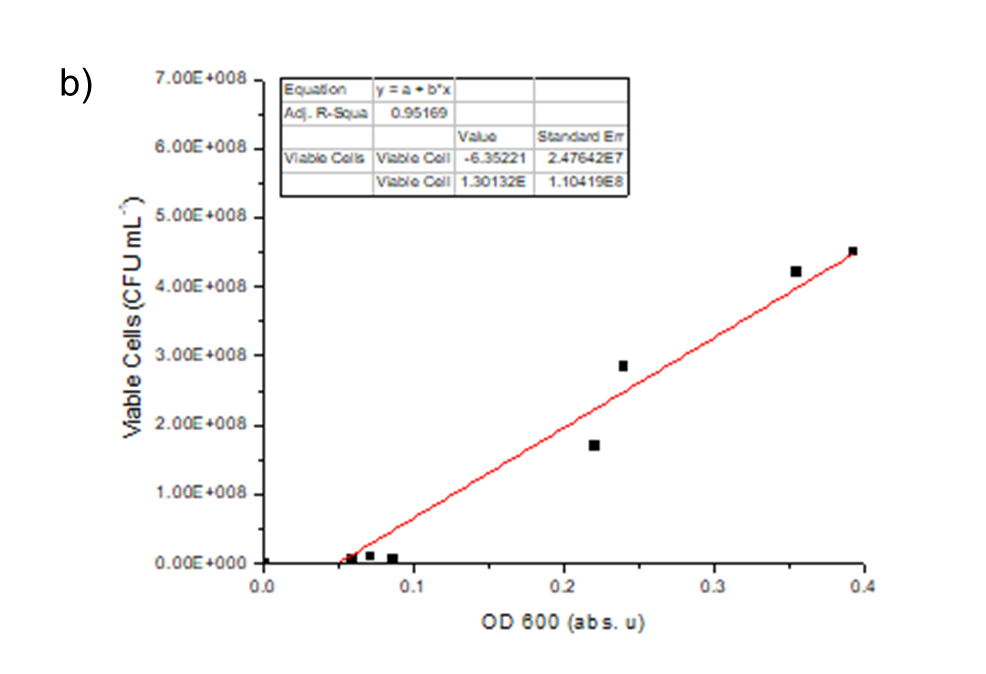 b)
7.00E+008
6.00E+008
5.00E+008
4.00E+008
3.00E+008
2.00E+008
1.00E+008
0.00E+000
Viable Cells (CFU mL⁻¹)
Equation y = a + b*x
Adj. R-Squa 0.95169
Value Standard Err
Viable Cells Viable Cell -6.35221 2.47642E7
Viable Cell 1.30132E 1.10419E8
0.0 0.1 0.2 0.3 0.4
OD 600 (abs. u)